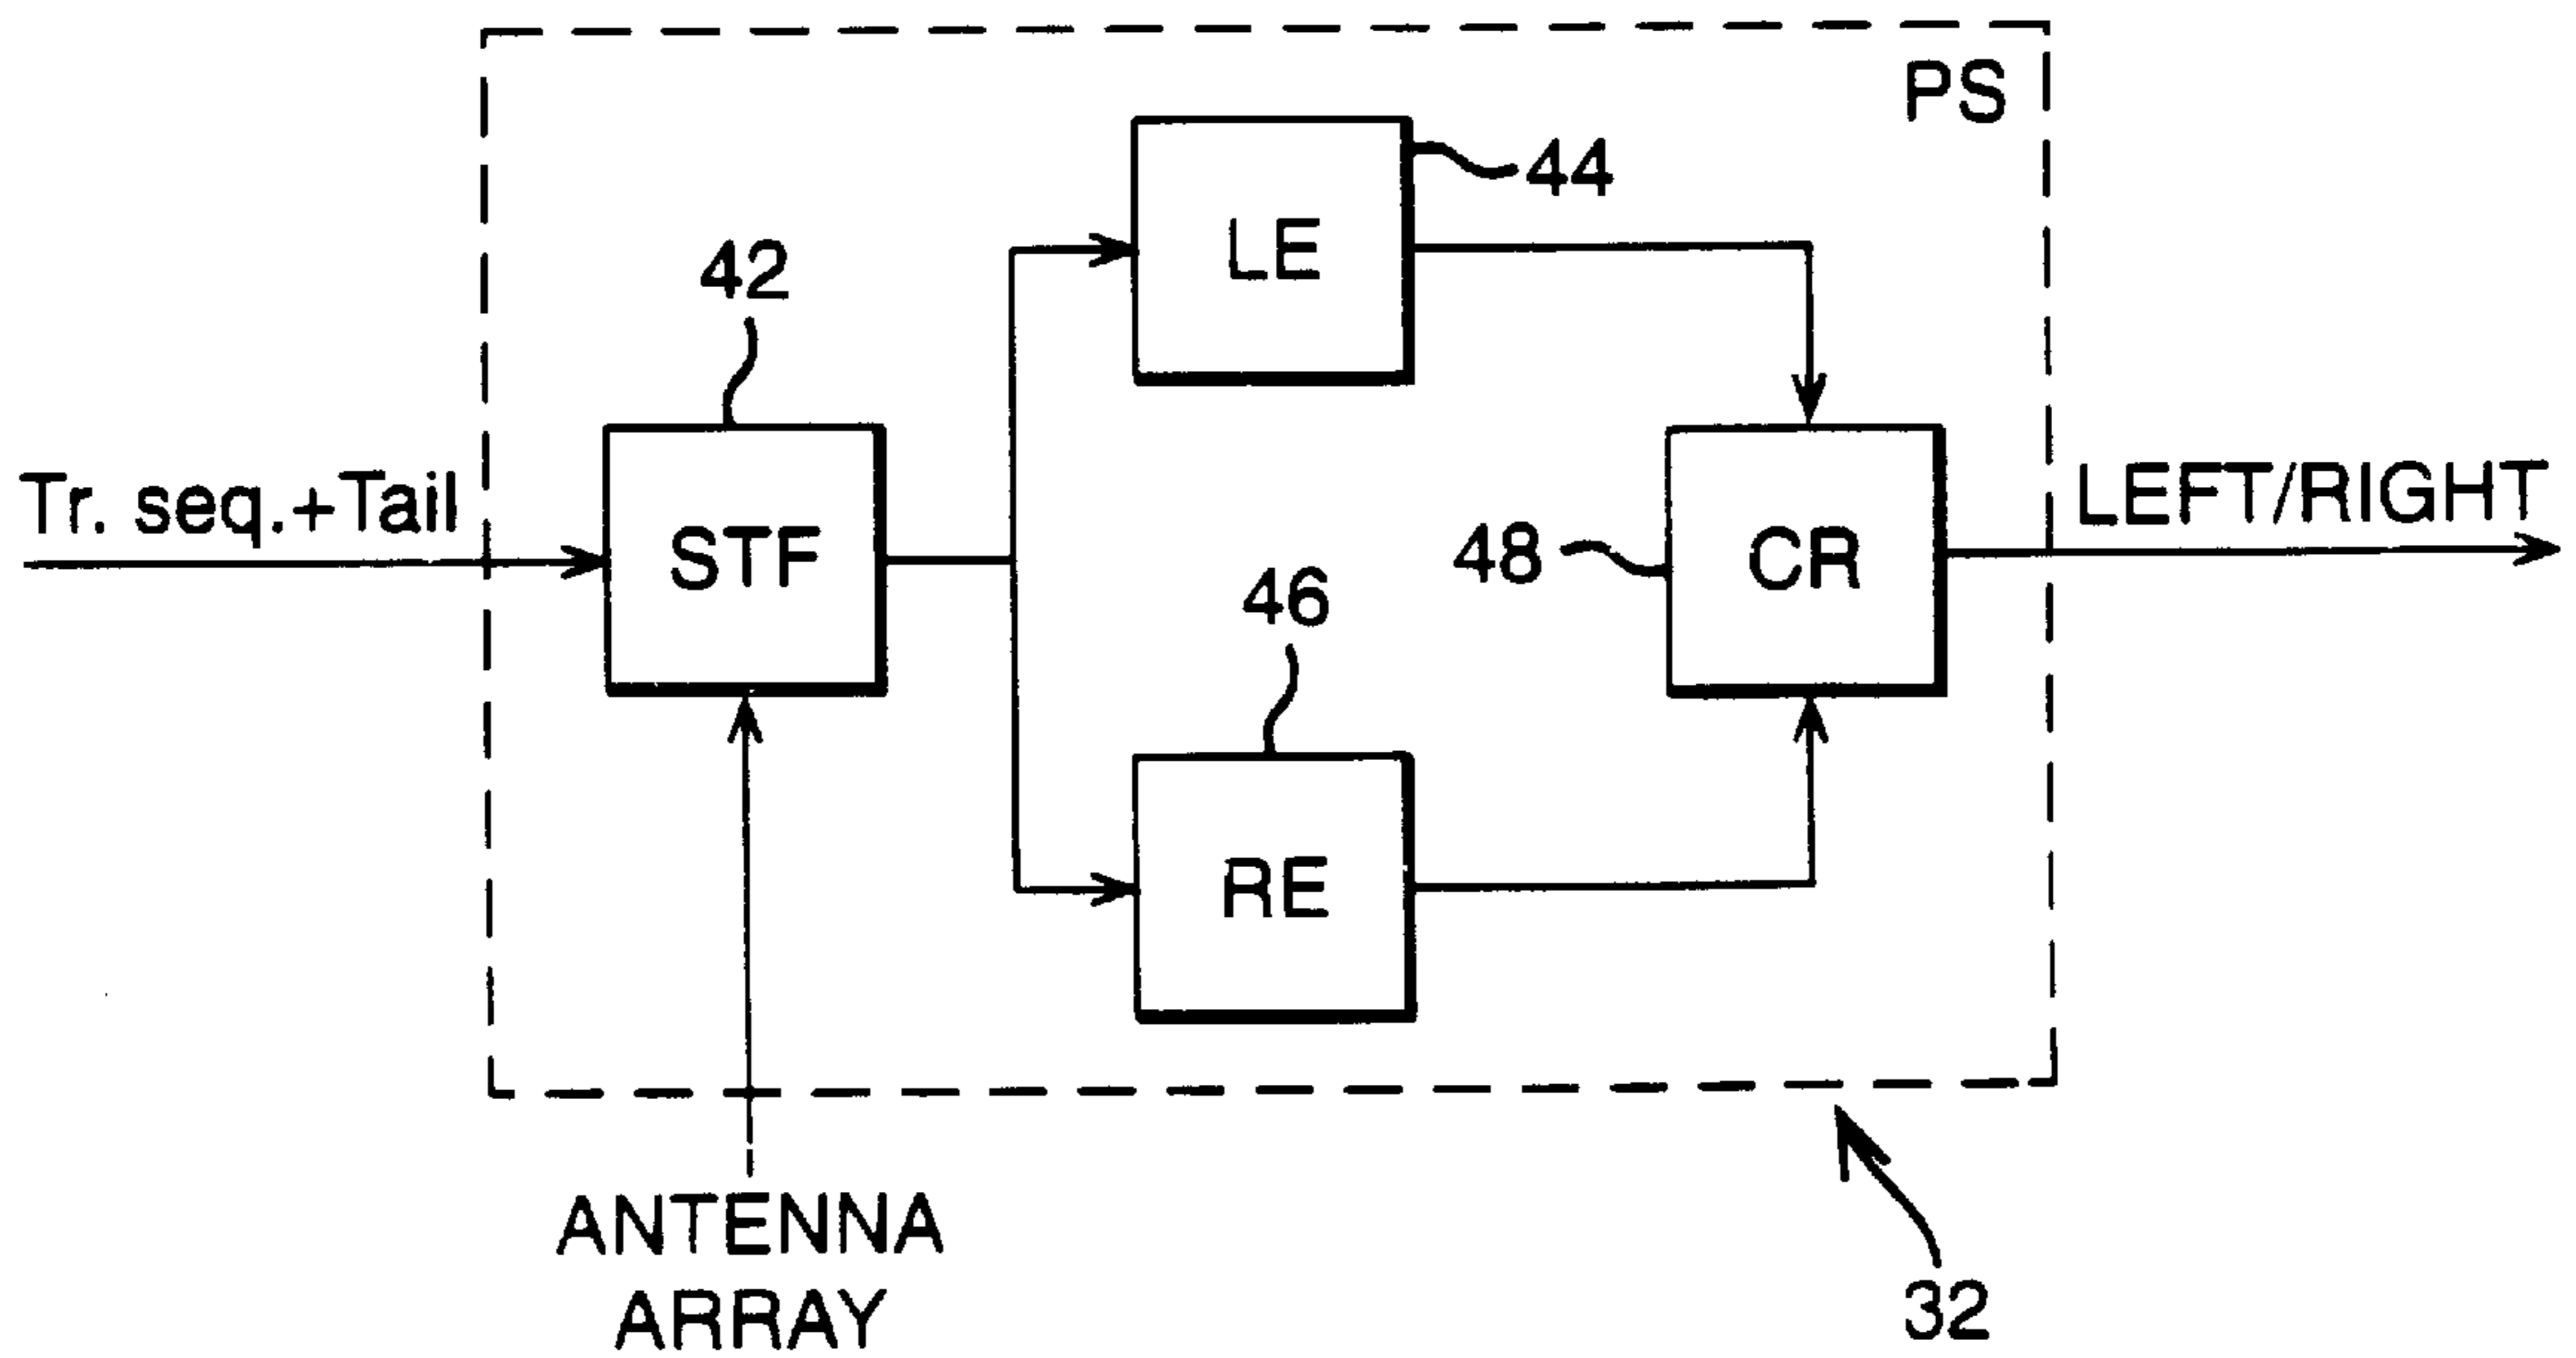 PS
44
LE
42
Tr. seq.+Tail
STF
48
CR
LEFT/RIGHT
46
RE
ANTENNA
ARRAY
32